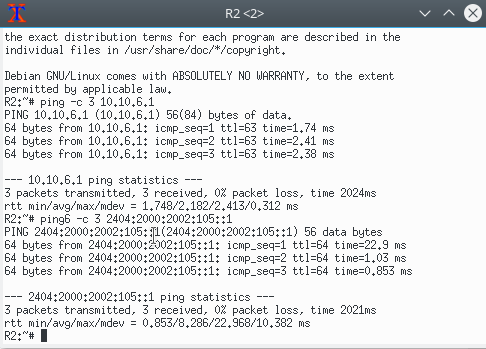 R2 <2>
the exact distribution terms for each program are described in the
individual files in /usr/share/doc/*/copyright.
Debian GNU/Linux comes with ABSOLUTELY NO WARRANTY, to the extent
permitted by applicable law.
R2:~# ping -c 3 10.10.6.1
PING 10.10.6.1 (10.10.6.1) 56(84) bytes of data.
64 bytes from 10.10.6.1: icmp_seq=1 ttl=63 time=1.74 ms
64 bytes from 10.10.6.1: icmp_seq=2 ttl=63 time=2.41 ms
64 bytes from 10.10.6.1: icmp_seq=3 ttl=63 time=2.38 ms
--- 10.10.6.1 ping statistics ---
3 packets transmitted, 3 received, 0% packet loss, time 2024ms
rtt min/avg/max/mdev = 1.748/2.182/2.413/0.312 ms
R2:~# ping6 -c 3 2404:2000:2002:105::1
PING 2404:2000:2002:105::1(2404:2000:2002:105::1) 56 data bytes
64 bytes from 2404:2000:2002:105::1: icmp_seq=1 ttl=64 time=22.9 ms
64 bytes from 2404:2000:2002:105::1: icmp_seq=2 ttl=64 time=1.03 ms
64 bytes from 2404:2000:2002:105::1: icmp_seq=3 ttl=64 time=0.853 ms
--- 2404:2000:2002:105::1 ping statistics ---
3 packets transmitted, 3 received, 0% packet loss, time 2021ms
rtt min/avg/max/mdev = 0.853/8.286/22.968/10.382 ms
R2:~#